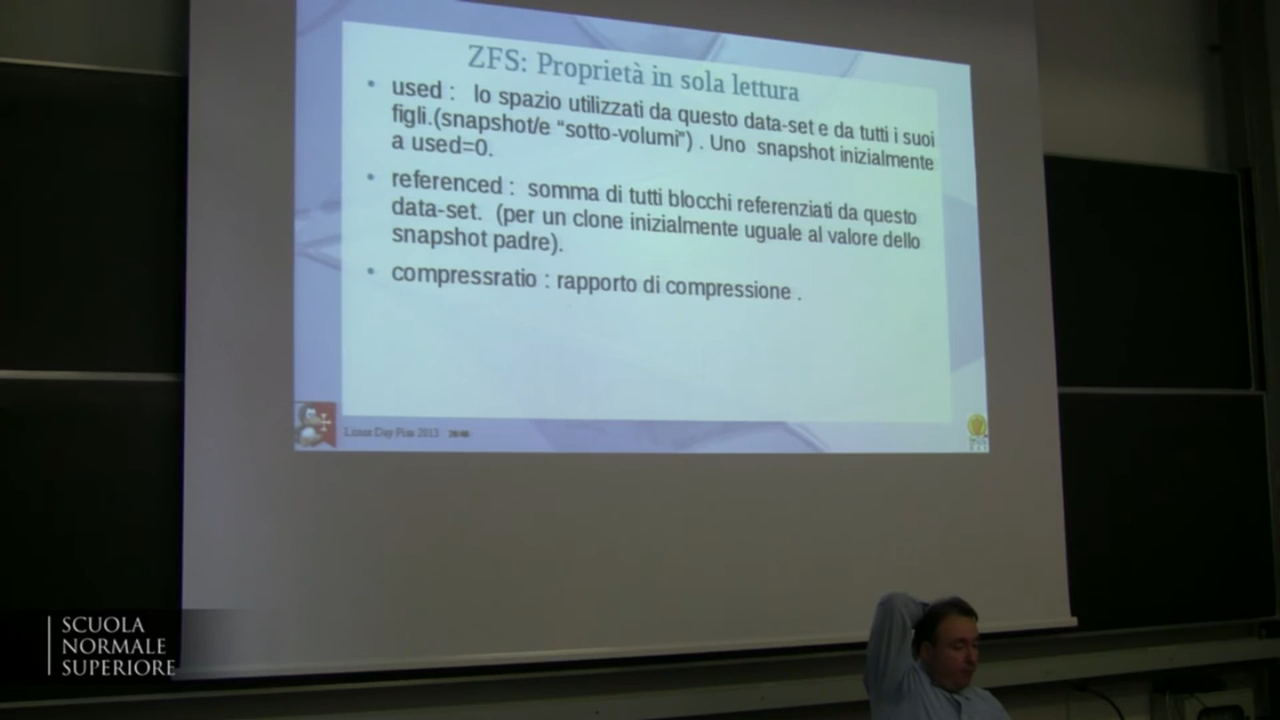 ZFS: Proprietà in sola lettura
• used : lo spazio utilizzati da questo data-set e da tutti i suoi
figli.(snapshot/e “sotto-volumi”) . Uno snapshot inizialmente
a used=0.
• referenced : somma di tutti blocchi referenziati da questo
data-set. (per un clone inizialmente uguale al valore dello
snapshot padre).
• compressratio : rapporto di compressione .
Linux Day Pisa 2013
SCUOLA
NORMALE
SUPERIORE